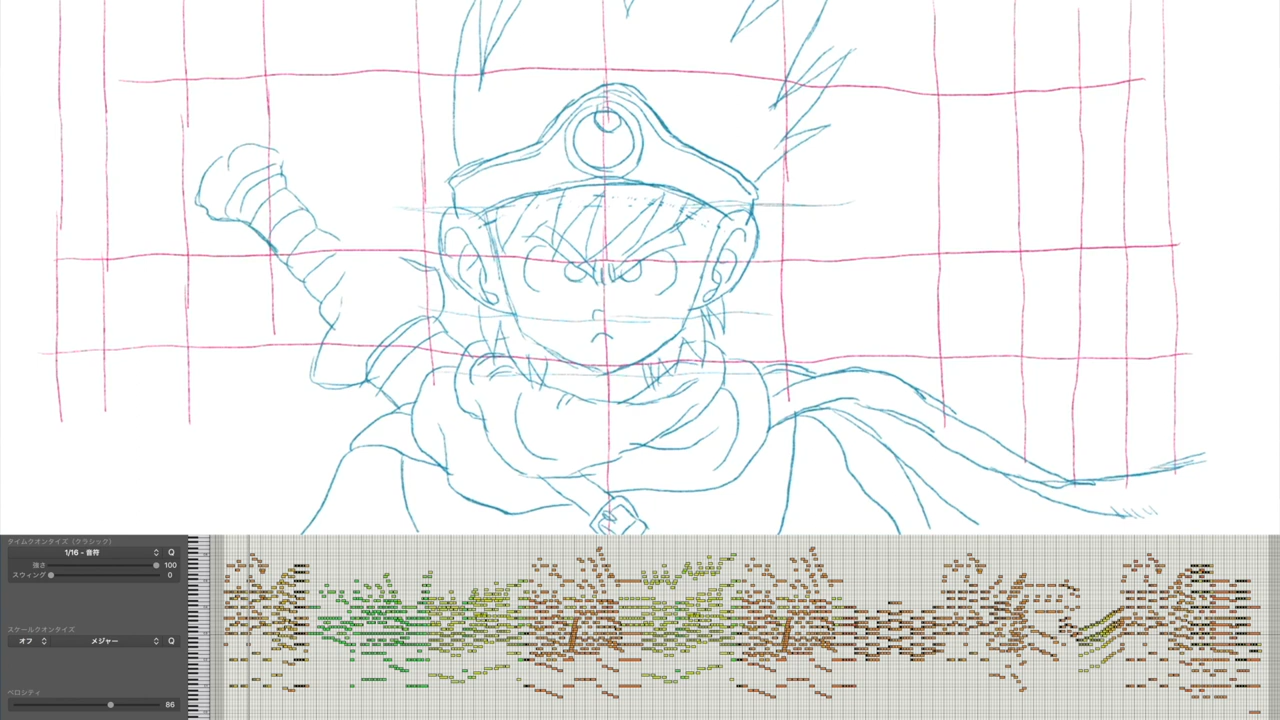 タイムクオンタイズ（クラシック）
1/16 - 音符
Q
強さ
100
スウィング
0
スケールクオンタイズ
オフ
メジャー
Q
ベロシティ
86